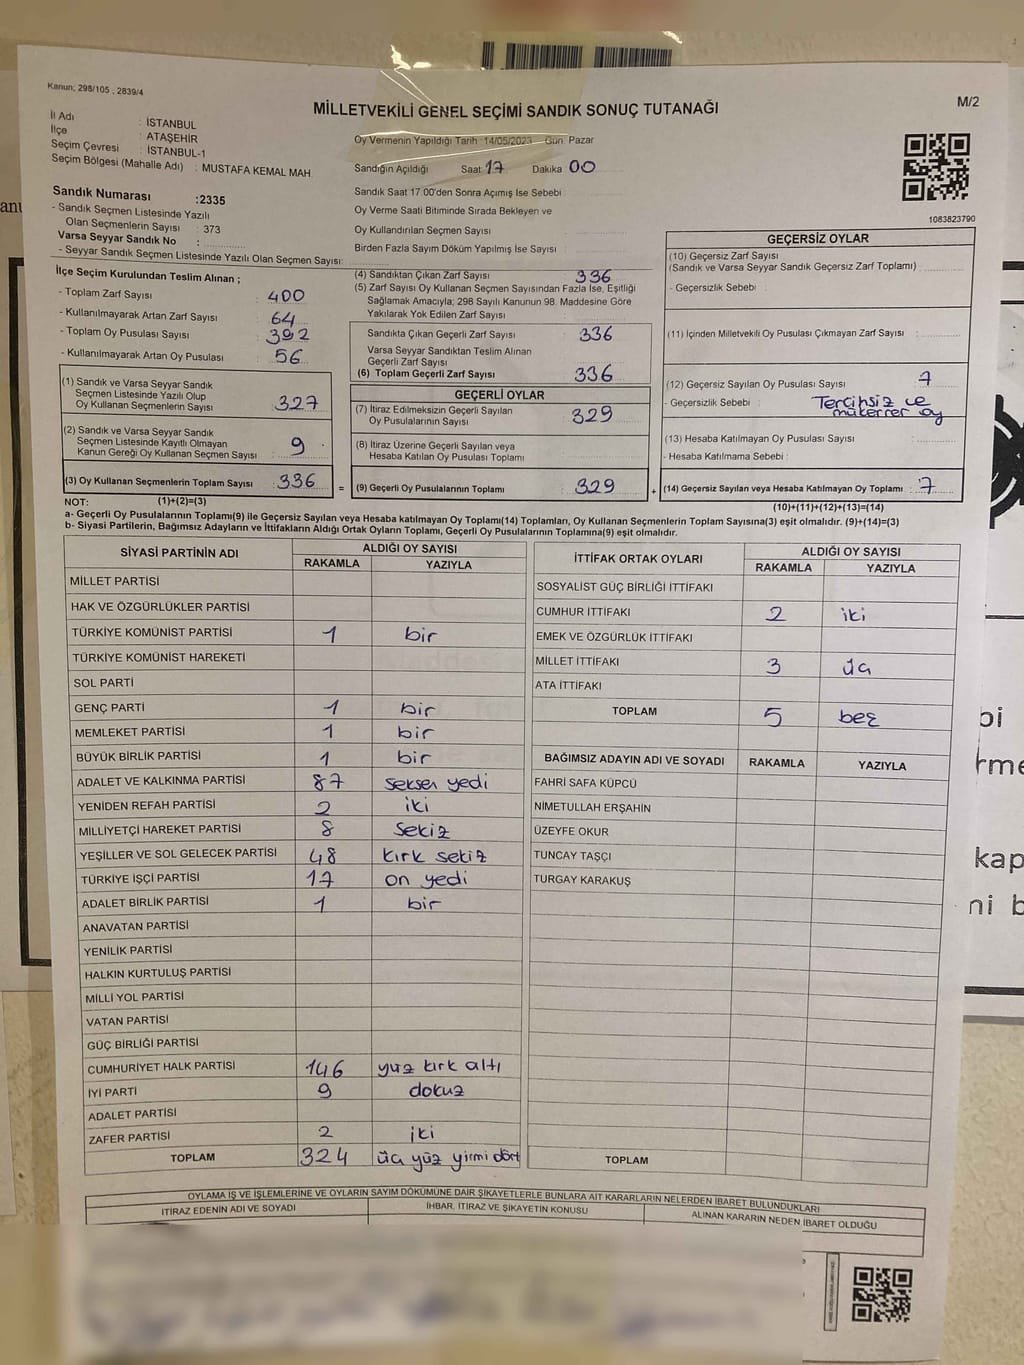 Kanun; 298/105 , 2839/4
MİLLETVEKİLİ GENEL SEÇİMİ SANDIK SONUÇ TUTANAĞI
M/2
İl Adı : İSTANBUL
İlçe : ATAŞEHİR
Seçim Çevresi : İSTANBUL-1
Seçim Bölgesi (Mahalle Adı) : MUSTAFA KEMAL MAH
Sandık Numarası :2335
- Sandık Seçmen Listesinde Yazılı
Olan Seçmenlerin Sayısı : 373
Varsa Seyyar Sandık No :
- Seyyar Sandık Seçmen Listesinde Yazılı Olan Seçmen Sayısı:
Oy Vermenin Yapıldığı Tarih 14/05/2023 Gün Pazar
Sandığın Açıldığı Saat 17 Dakika 00
Sandık Saat 17.00'den Sonra Açımış İse Sebebi
Oy Verme Saati Bitiminde Sırada Bekleyen ve
Oy Kullandırılan Seçmen Sayısı :
Birden Fazla Sayım Döküm Yapılmış İse Sayısı :
1083823790
İlçe Seçim Kurulundan Teslim Alınan ;
- Toplam Zarf Sayısı : 400
- Kullanılmayarak Artan Zarf Sayısı : 64
- Toplam Oy Pusulası Sayısı : 392
- Kullanılmayarak Artan Oy Pusulası : 56
(1) Sandık ve Varsa Seyyar Sandık
Seçmen Listesinde Yazılı Olup
Oy Kullanan Seçmenlerin Sayısı : 327
(2) Sandık ve Varsa Seyyar Sandık
Seçmen Listesinde Kayıtlı Olmayan
Kanun Gereği Oy Kullanan Seçmen Sayısı : 9
(3) Oy Kullanan Seçmenlerin Toplam Sayısı : 336
(4) Sandıktan Çıkan Zarf Sayısı : 336
(5) Zarf Sayısı Oy Kullanan Seçmen Sayısından Fazla İse, Eşitliği
Sağlamak Amacıyla; 298 Sayılı Kanunun 98. Maddesine Göre
Yakılarak Yok Edilen Zarf Sayısı :
Sandıkta Çıkan Geçerli Zarf Sayısı : 336
Varsa Seyyar Sandıktan Teslim Alınan
Geçerli Zarf Sayısı :
(6) Toplam Geçerli Zarf Sayısı : 336
GEÇERLİ OYLAR
(7) İtiraz Edilmeksizin Geçerli Sayılan
Oy Pusulalarının Sayısı : 329
(8) İtiraz Üzerine Geçerli Sayılan veya
Hesaba Katılan Oy Pusulası Toplamı :
= (9) Geçerli Oy Pusulalarının Toplamı : 329
GEÇERSİZ OYLAR
(10) Geçersiz Zarf Sayısı
(Sandık ve Varsa Seyyar Sandık Geçersiz Zarf Toplamı) :
- Geçersizlik Sebebi :
(11) İçinden Milletvekili Oy Pusulası Çıkmayan Zarf Sayısı :
(12) Geçersiz Sayılan Oy Pusulası Sayısı : 7
- Geçersizlik Sebebi : Tercihsiz ve
mükerrer oy
(13) Hesaba Katılmayan Oy Pusulası Sayısı :
- Hesaba Katılmama Sebebi :
+ (14) Geçersiz Sayılan veya Hesaba Katılmayan Oy Toplamı : 7
NOT: (1)+(2)=(3)
(10)+(11)+(12)+(13)=(14)
a- Geçerli Oy Pusulalarının Toplamı(9) ile Geçersiz Sayılan veya Hesaba katılmayan Oy Toplamı(14) Toplamları, Oy Kullanan Seçmenlerin Toplam Sayısına(3) eşit olmalıdır. (9)+(14)=(3)
b- Siyasi Partilerin, Bağımsız Adayların ve İttifakların Aldığı Ortak Oyların Toplamı, Geçerli Oy Pusulalarının Toplamına(9) eşit olmalıdır.
SİYASİ PARTİNİN ADI ALDIĞI OY SAYISI
RAKAMLA YAZIYLA
MİLLET PARTİSİ
HAK VE ÖZGÜRLÜKLER PARTİSİ
TÜRKİYE KOMÜNİST PARTİSİ 1 bir
TÜRKİYE KOMÜNİST HAREKETİ
SOL PARTİ
GENÇ PARTİ 1 bir
MEMLEKET PARTİSİ 1 bir
BÜYÜK BİRLİK PARTİSİ 1 bir
ADALET VE KALKINMA PARTİSİ 87 seksen yedi
YENİDEN REFAH PARTİSİ 2 iki
MİLLİYETÇİ HAREKET PARTİSİ 8 sekiz
YEŞİLLER VE SOL GELECEK PARTİSİ 48 kırk sekiz
TÜRKİYE İŞÇİ PARTİSİ 17 on yedi
ADALET BİRLİK PARTİSİ 1 bir
ANAVATAN PARTİSİ
YENİLİK PARTİSİ
HALKIN KURTULUŞ PARTİSİ
MİLLİ YOL PARTİSİ
VATAN PARTİSİ
GÜÇ BİRLİĞİ PARTİSİ
CUMHURİYET HALK PARTİSİ 146 yüz kırk altı
İYİ PARTİ 9 dokuz
ADALET PARTİSİ
ZAFER PARTİSİ 2 iki
TOPLAM 324 üç yüz yirmi dört
İTTİFAK ORTAK OYLARI ALDIĞI OY SAYISI
RAKAMLA YAZIYLA
SOSYALİST GÜÇ BİRLİĞİ İTTİFAKI
CUMHUR İTTİFAKI 2 iki
EMEK VE ÖZGÜRLÜK İTTİFAKI
MİLLET İTTİFAKI 3 üç
ATA İTTİFAKI
TOPLAM 5 beş
BAĞIMSIZ ADAYIN ADI VE SOYADI RAKAMLA YAZIYLA
FAHRİ SAFA KÜPCÜ
NİMETULLAH ERŞAHİN
ÜZEYFE OKUR
TUNCAY TAŞÇI
TURGAY KARAKUŞ
TOPLAM
OYLAMA İŞ VE İŞLEMLERİNE VE OYLARIN SAYIM DÖKÜMÜNE DAİR ŞİKAYETLERLE BUNLARA AİT KARARLARIN NELERDEN İBARET BULUNDUKLARI
İTİRAZ EDENİN ADI VE SOYADI İHBAR, İTİRAZ VE ŞİKAYETİN KONUSU ALINAN KARARIN NEDEN İBARET OLDUĞU
bi
rme
kap
ni b